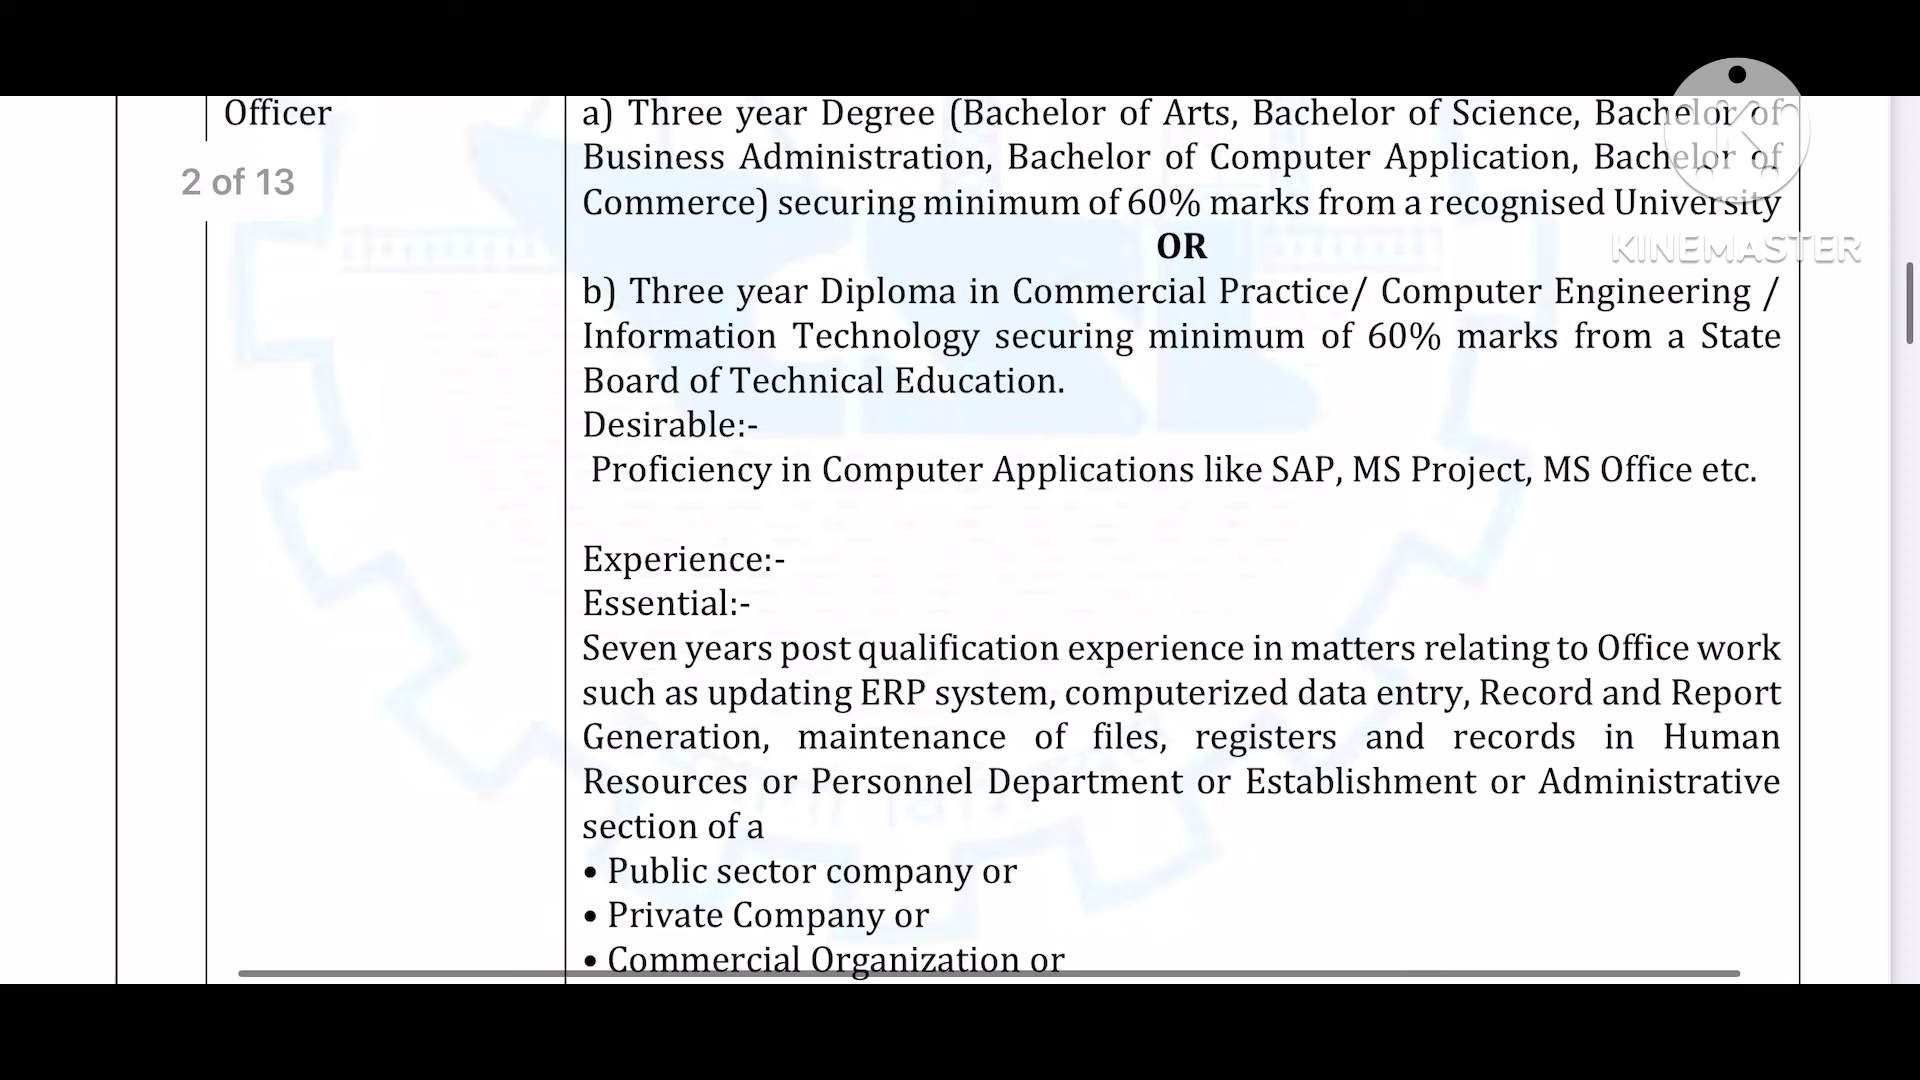 Officer
2 of 13
a) Three year Degree (Bachelor of Arts, Bachelor of Science, Bachelor of
Business Administration, Bachelor of Computer Application, Bachelor of
Commerce) securing minimum of 60% marks from a recognised University
KINEMASTER
OR
b) Three year Diploma in Commercial Practice/ Computer Engineering /
Information Technology securing minimum of 60% marks from a State
Board of Technical Education.
Desirable:-
Proficiency in Computer Applications like SAP, MS Project, MS Office etc.
Experience:-
Essential:-
Seven years post qualification experience in matters relating to Office work
such as updating ERP system, computerized data entry, Record and Report
Generation, maintenance of files, registers and records in Human
Resources or Personnel Department or Establishment or Administrative
section of a
• Public sector company or
• Private Company or
• Commercial Organization or